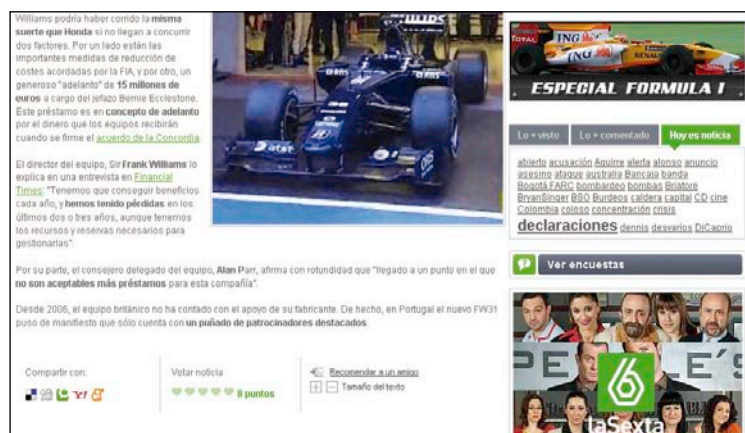 Williams podría haber corrido la misma
suerte que Honda si no llegan a concurrir
dos factores. Por un lado están las
importantes medidas de reducción de
costes acordadas por la FIA, y por otro, un
generoso "adelanto" de 15 millones de
euros a cargo del jefazo Bernie Ecclestone.
Este préstamo es en concepto de adelanto
por el dinero que los equipos recibirán
cuando se firme el acuerdo de la Concordia.
El director del equipo, Sir Frank Williams lo
explica en una entrevista en Financial
Times: "Tenemos que conseguir beneficios
cada año, y hemos tenido pérdidas en los
últimos dos o tres años, aunque tenemos
los recursos y reservas necesarios para
gestionarlas".
Por su parte, el consejero delegado del equipo, Alan Parr, afirma con rotundidad que "llegado a un punto en el que
no son aceptables más préstamos para esta compañía".
Desde 2006, el equipo británico no ha contado con el apoyo de su fabricante. De hecho, en Portugal el nuevo FW31
puso de manifiesto que sólo cuenta con un puñado de patrocinadores destacados.
Compartir con:
Votar noticia
9 puntos
Recomendar a un amigo
Tamaño del texto
ING
RENAULT
TOTAL
ESPECIAL FORMULA 1
Lo + visto
Lo + comentado
Hoy es noticia
abierto acusación Aguirre alerta alonso anuncio
asesino ataque australia Bancaja banda
Bogotá FARC bombardeo bombas Briatore
BryanSinger BSO Burdeos caldera capital CD cine
Colombia coloso concentración crisis
declaraciones dennis desvarios DiCaprio
Ver encuestas
laSexta